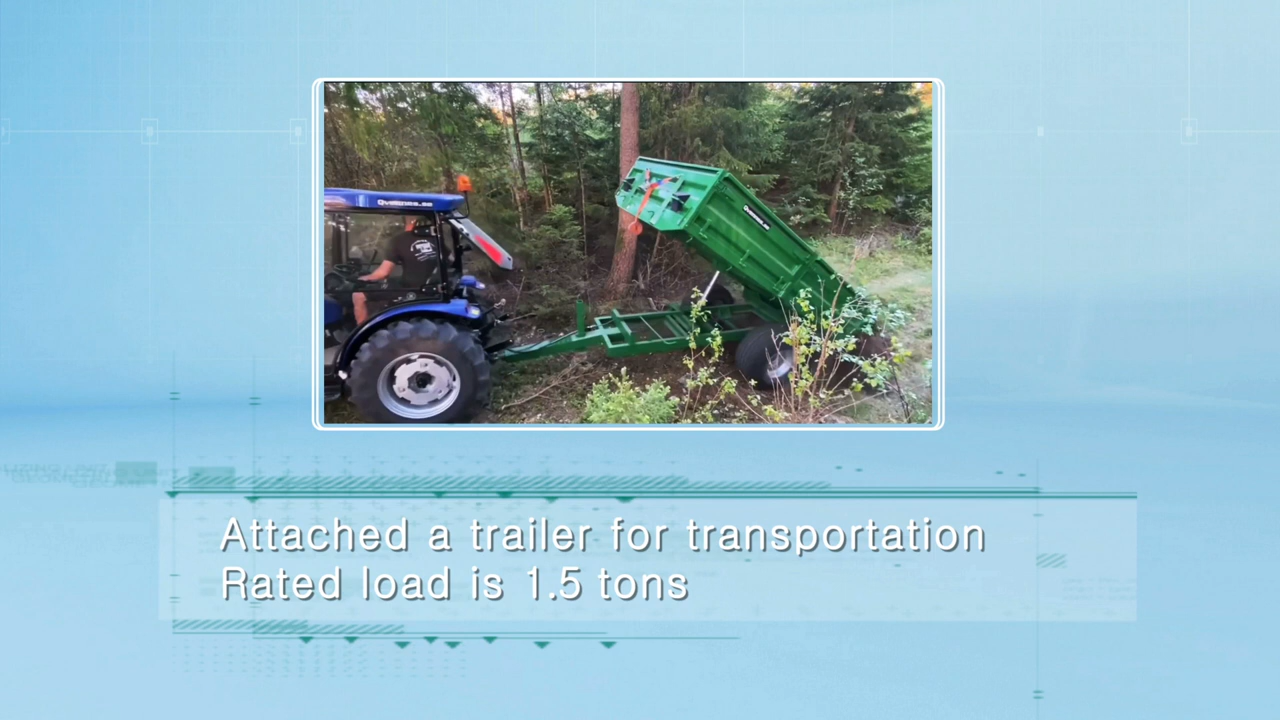 Attached a trailer for transportation
Rated load is 1.5 tons